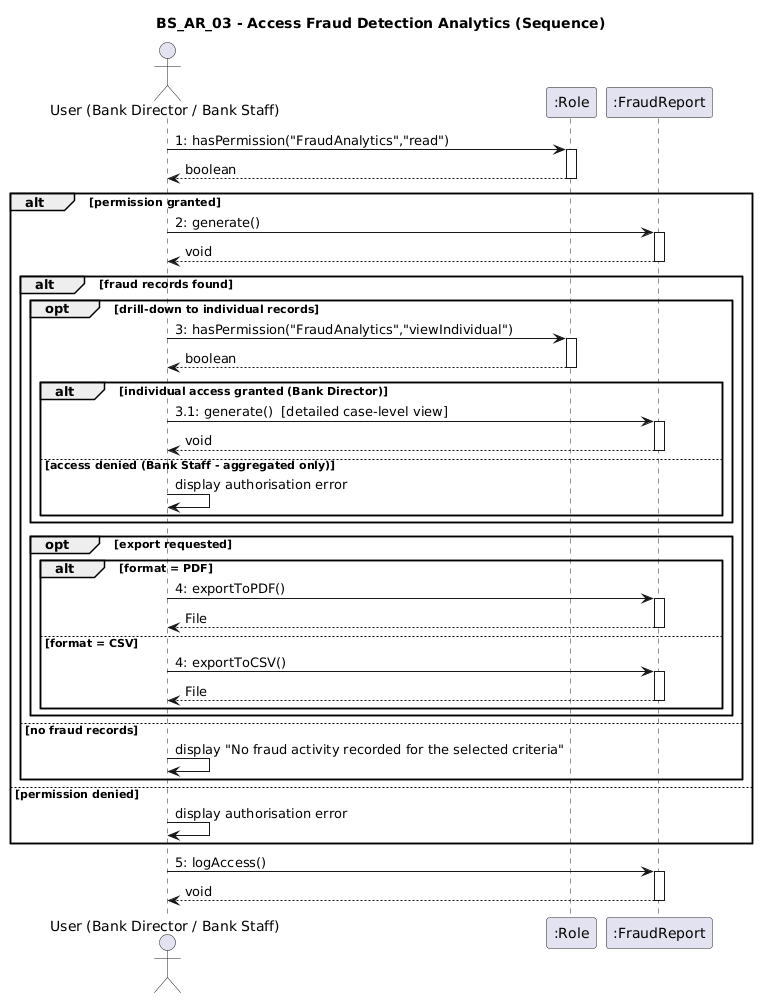 BS_AR_03 - Access Fraud Detection Analytics (Sequence)
User (Bank Director / Bank Staff)
:Role
:FraudReport
1: hasPermission("FraudAnalytics","read")
boolean
alt
[permission granted]
2: generate()
void
alt
[fraud records found]
opt
[drill-down to individual records]
3: hasPermission("FraudAnalytics","viewIndividual")
boolean
alt
[individual access granted (Bank Director)]
3.1: generate()  [detailed case-level view]
void
[access denied (Bank Staff - aggregated only)]
display authorisation error
opt
[export requested]
alt
[format = PDF]
4: exportToPDF()
File
[format = CSV]
4: exportToCSV()
File
[no fraud records]
display "No fraud activity recorded for the selected criteria"
[permission denied]
display authorisation error
5: logAccess()
void
User (Bank Director / Bank Staff)
:Role
:FraudReport